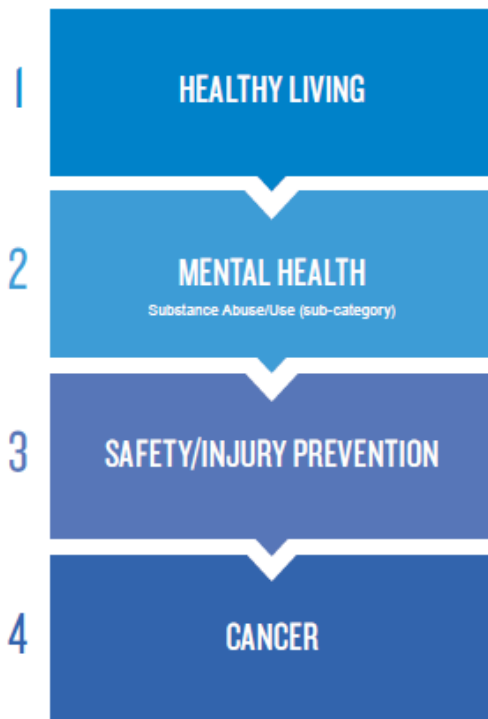 1
HEALTHY LIVING
2
MENTAL HEALTH
Substance Abuse/Use (sub-category)
3
SAFETY/INJURY PREVENTION
4
CANCER